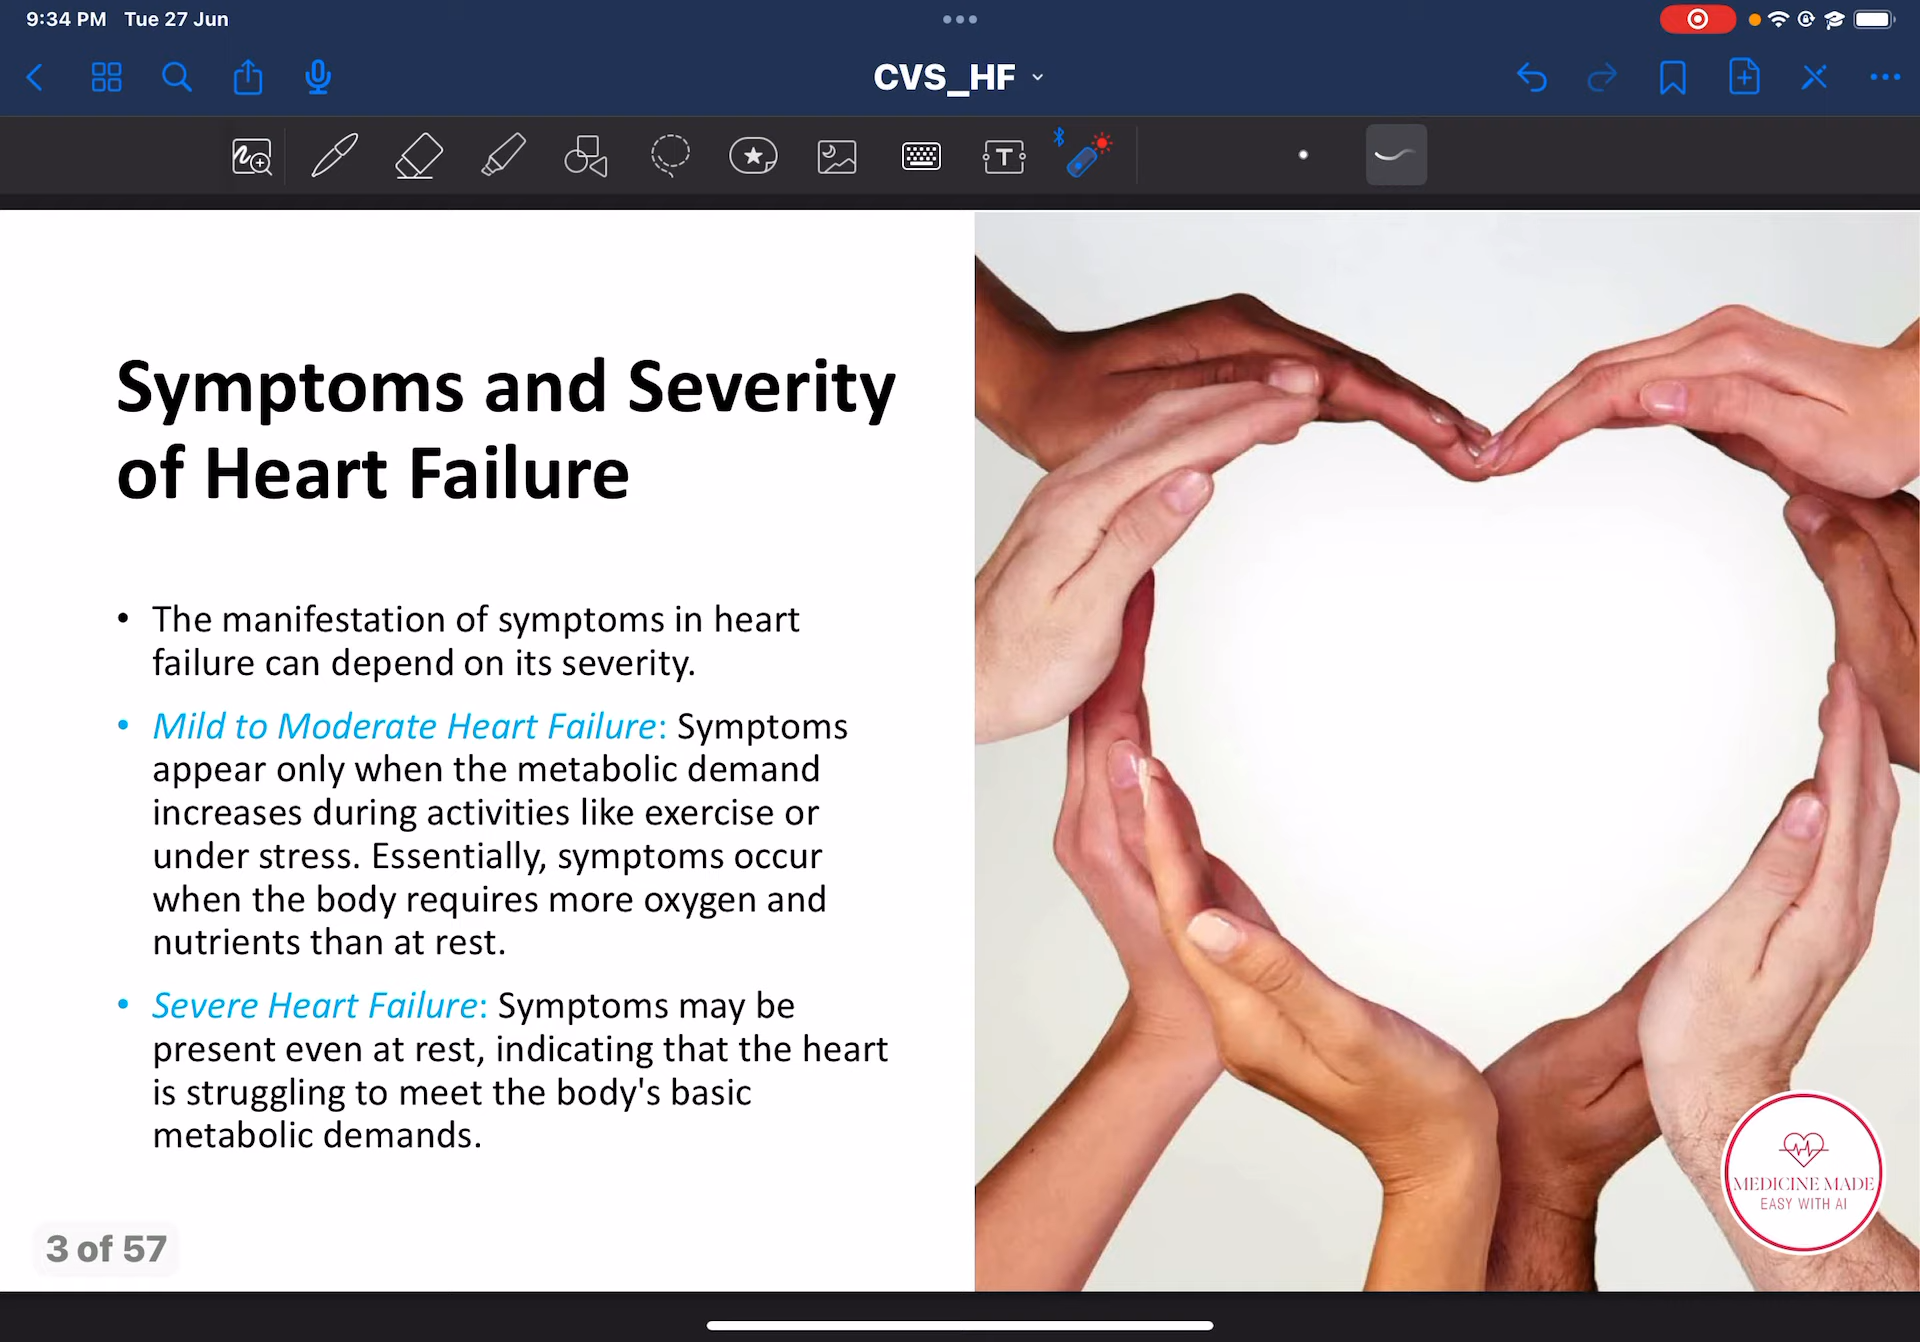 9:34 PM Tue 27 Jun
CVS_HF
T
Symptoms and Severity
of Heart Failure
• The manifestation of symptoms in heart
failure can depend on its severity.
• Mild to Moderate Heart Failure: Symptoms
appear only when the metabolic demand
increases during activities like exercise or
under stress. Essentially, symptoms occur
when the body requires more oxygen and
nutrients than at rest.
• Severe Heart Failure: Symptoms may be
present even at rest, indicating that the heart
is struggling to meet the body's basic
metabolic demands.
MEDICINE MADE
EASY WITH AI
3 of 57